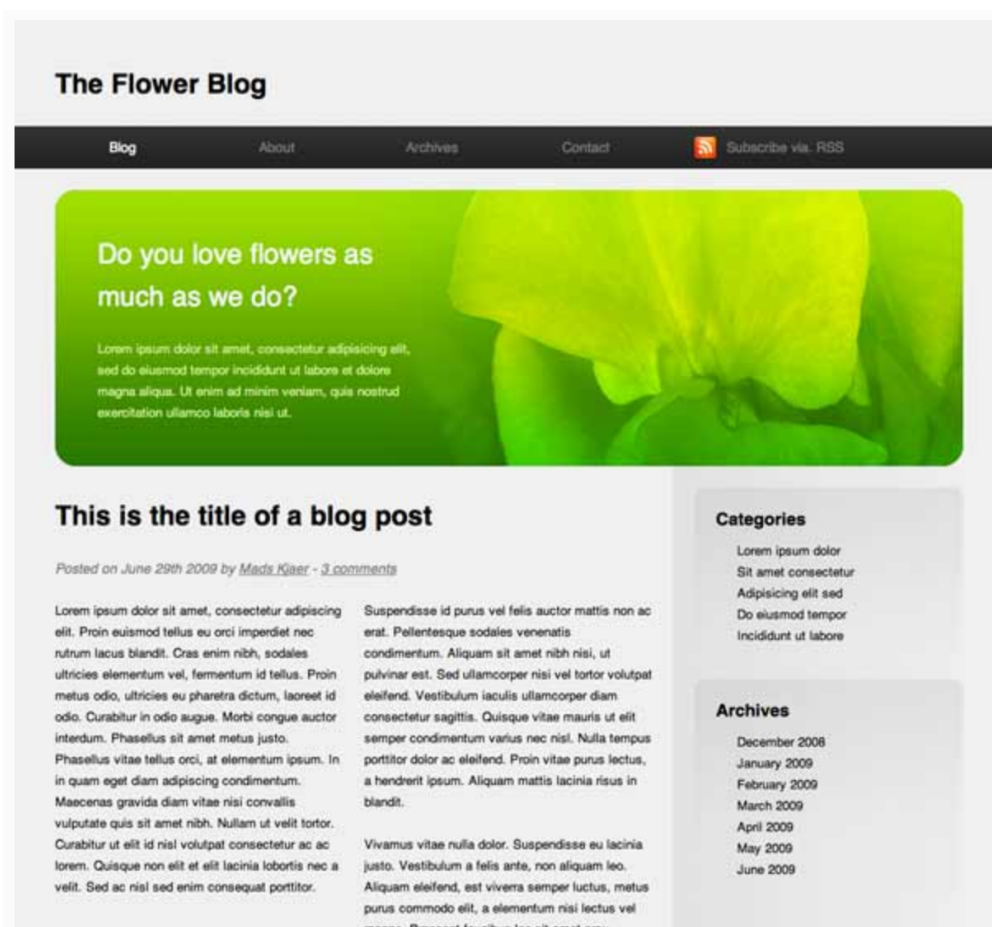 The Flower Blog
Blog About Archives Contact Subscribe via. RSS
Do you love flowers as
much as we do?
Lorem ipsum dolor sit amet, consectetur adipisicing elit,
sed do eiusmod tempor incididunt ut labore et dolore
magna aliqua. Ut enim ad minim veniam, quis nostrud
exercitation ullamco laboris nisi ut.
This is the title of a blog post
Posted on June 29th 2009 by Mads Kjaer - 3 comments
Lorem ipsum dolor sit amet, consectetur adipiscing
elit. Proin euismod tellus eu orci imperdiet nec
rutrum lacus blandit. Cras enim nibh, sodales
ultricies elementum vel, fermentum id tellus. Proin
metus odio, ultricies eu pharetra dictum, laoreet id
odio. Curabitur in odio augue. Morbi congue auctor
interdum. Phasellus sit amet metus justo.
Phasellus vitae tellus orci, at elementum ipsum. In
in quam eget diam adipiscing condimentum.
Maecenas gravida diam vitae nisi convallis
vulputate quis sit amet nibh. Nullam ut velit tortor.
Curabitur ut elit id nisl volutpat consectetur ac ac
lorem. Quisque non elit et elit lacinia lobortis nec a
velit. Sed ac nisl sed enim consequat porttitor.
Suspendisse id purus vel felis auctor mattis non ac
erat. Pellentesque sodales venenatis
condimentum. Aliquam sit amet nibh nisi, ut
pulvinar est. Sed ullamcorper nisi vel tortor volutpat
eleifend. Vestibulum iaculis ullamcorper diam
consectetur sagittis. Quisque vitae mauris ut elit
semper condimentum varius nec nisl. Nulla tempus
porttitor dolor ac eleifend. Proin vitae purus lectus,
a hendrerit ipsum. Aliquam mattis lacinia risus in
blandit.
Vivamus vitae nulla dolor. Suspendisse eu lacinia
justo. Vestibulum a felis ante, non aliquam leo.
Aliquam eleifend, est viverra semper luctus, metus
purus commodo elit, a elementum nisi lectus vel
Categories
Lorem ipsum dolor
Sit amet consectetur
Adipisicing elit sed
Do eiusmod tempor
Incididunt ut labore
Archives
December 2008
January 2009
February 2009
March 2009
April 2009
May 2009
June 2009